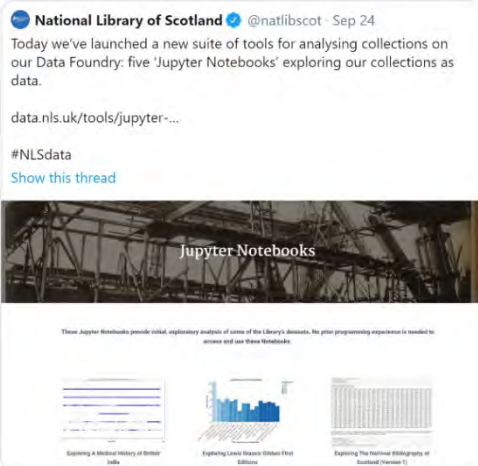 National Library of Scotland @natlibscot · Sep 24
Today we've launched a new suite of tools for analysing collections on
our Data Foundry: five 'Jupyter Notebooks' exploring our collections as
data.
data.nls.uk/tools/jupyter-...
#NLSdata
Show this thread
Jupyter Notebooks
These Jupyter Notebooks provide initial, exploratory analysis of some of the Library's datasets. No prior programming experience is needed to
access and use these Notebooks.
Exploring A Medical History of British
India
Exploring Lewis Grassic Gibbon First
Editions
Exploring The National Bibliography of
Scotland (Version 1)